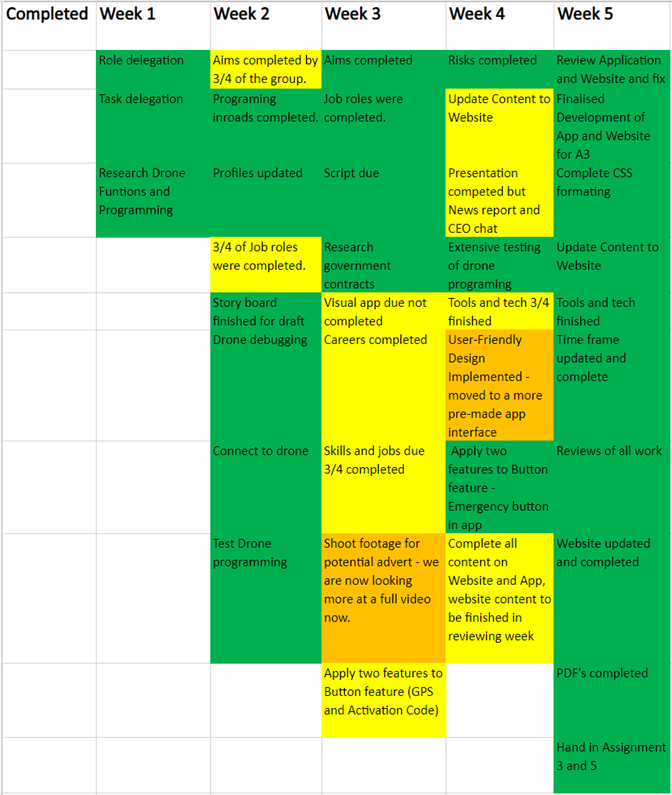 Completed Week 1 Week 2 Week 3 Week 4 Week 5
Role delegation
Aims completed by
3/4 of the group.
Aims completed
Risks completed
Review Application
and Website and fix
Task delegation
Programing
inroads completed.
Job roles were
completed.
Update Content to
Website
Finalised
Development of
App and Website
for A3
Research Drone
Funtions and
Programming
Profiles updated
Script due
Presentation
competed but
News report and
CEO chat
Complete CSS
formating
3/4 of Job roles
were completed.
Research
government
contracts
Extensive testing
of drone
programing
Update Content to
Website
Story board
finished for draft
Visual app due not
completed
Tools and tech 3/4
finished
Tools and tech
finished
Drone debugging
Careers completed
User-Friendly
Design
Implemented -
moved to a more
pre-made app
interface
Time frame
updated and
complete
Connect to drone
Skills and jobs due
3/4 completed
Apply two
features to Button
feature -
Emergency button
in app
Reviews of all work
Test Drone
programming
Shoot footage for
potential advert - we
are now looking
more at a full video
now.
Complete all
content on
Website and App,
website content to
be finished in
reviewing week
Website updated
and completed
Apply two features to
Button feature (GPS
and Activation Code)
PDF's completed
Hand in Assignment
3 and 5